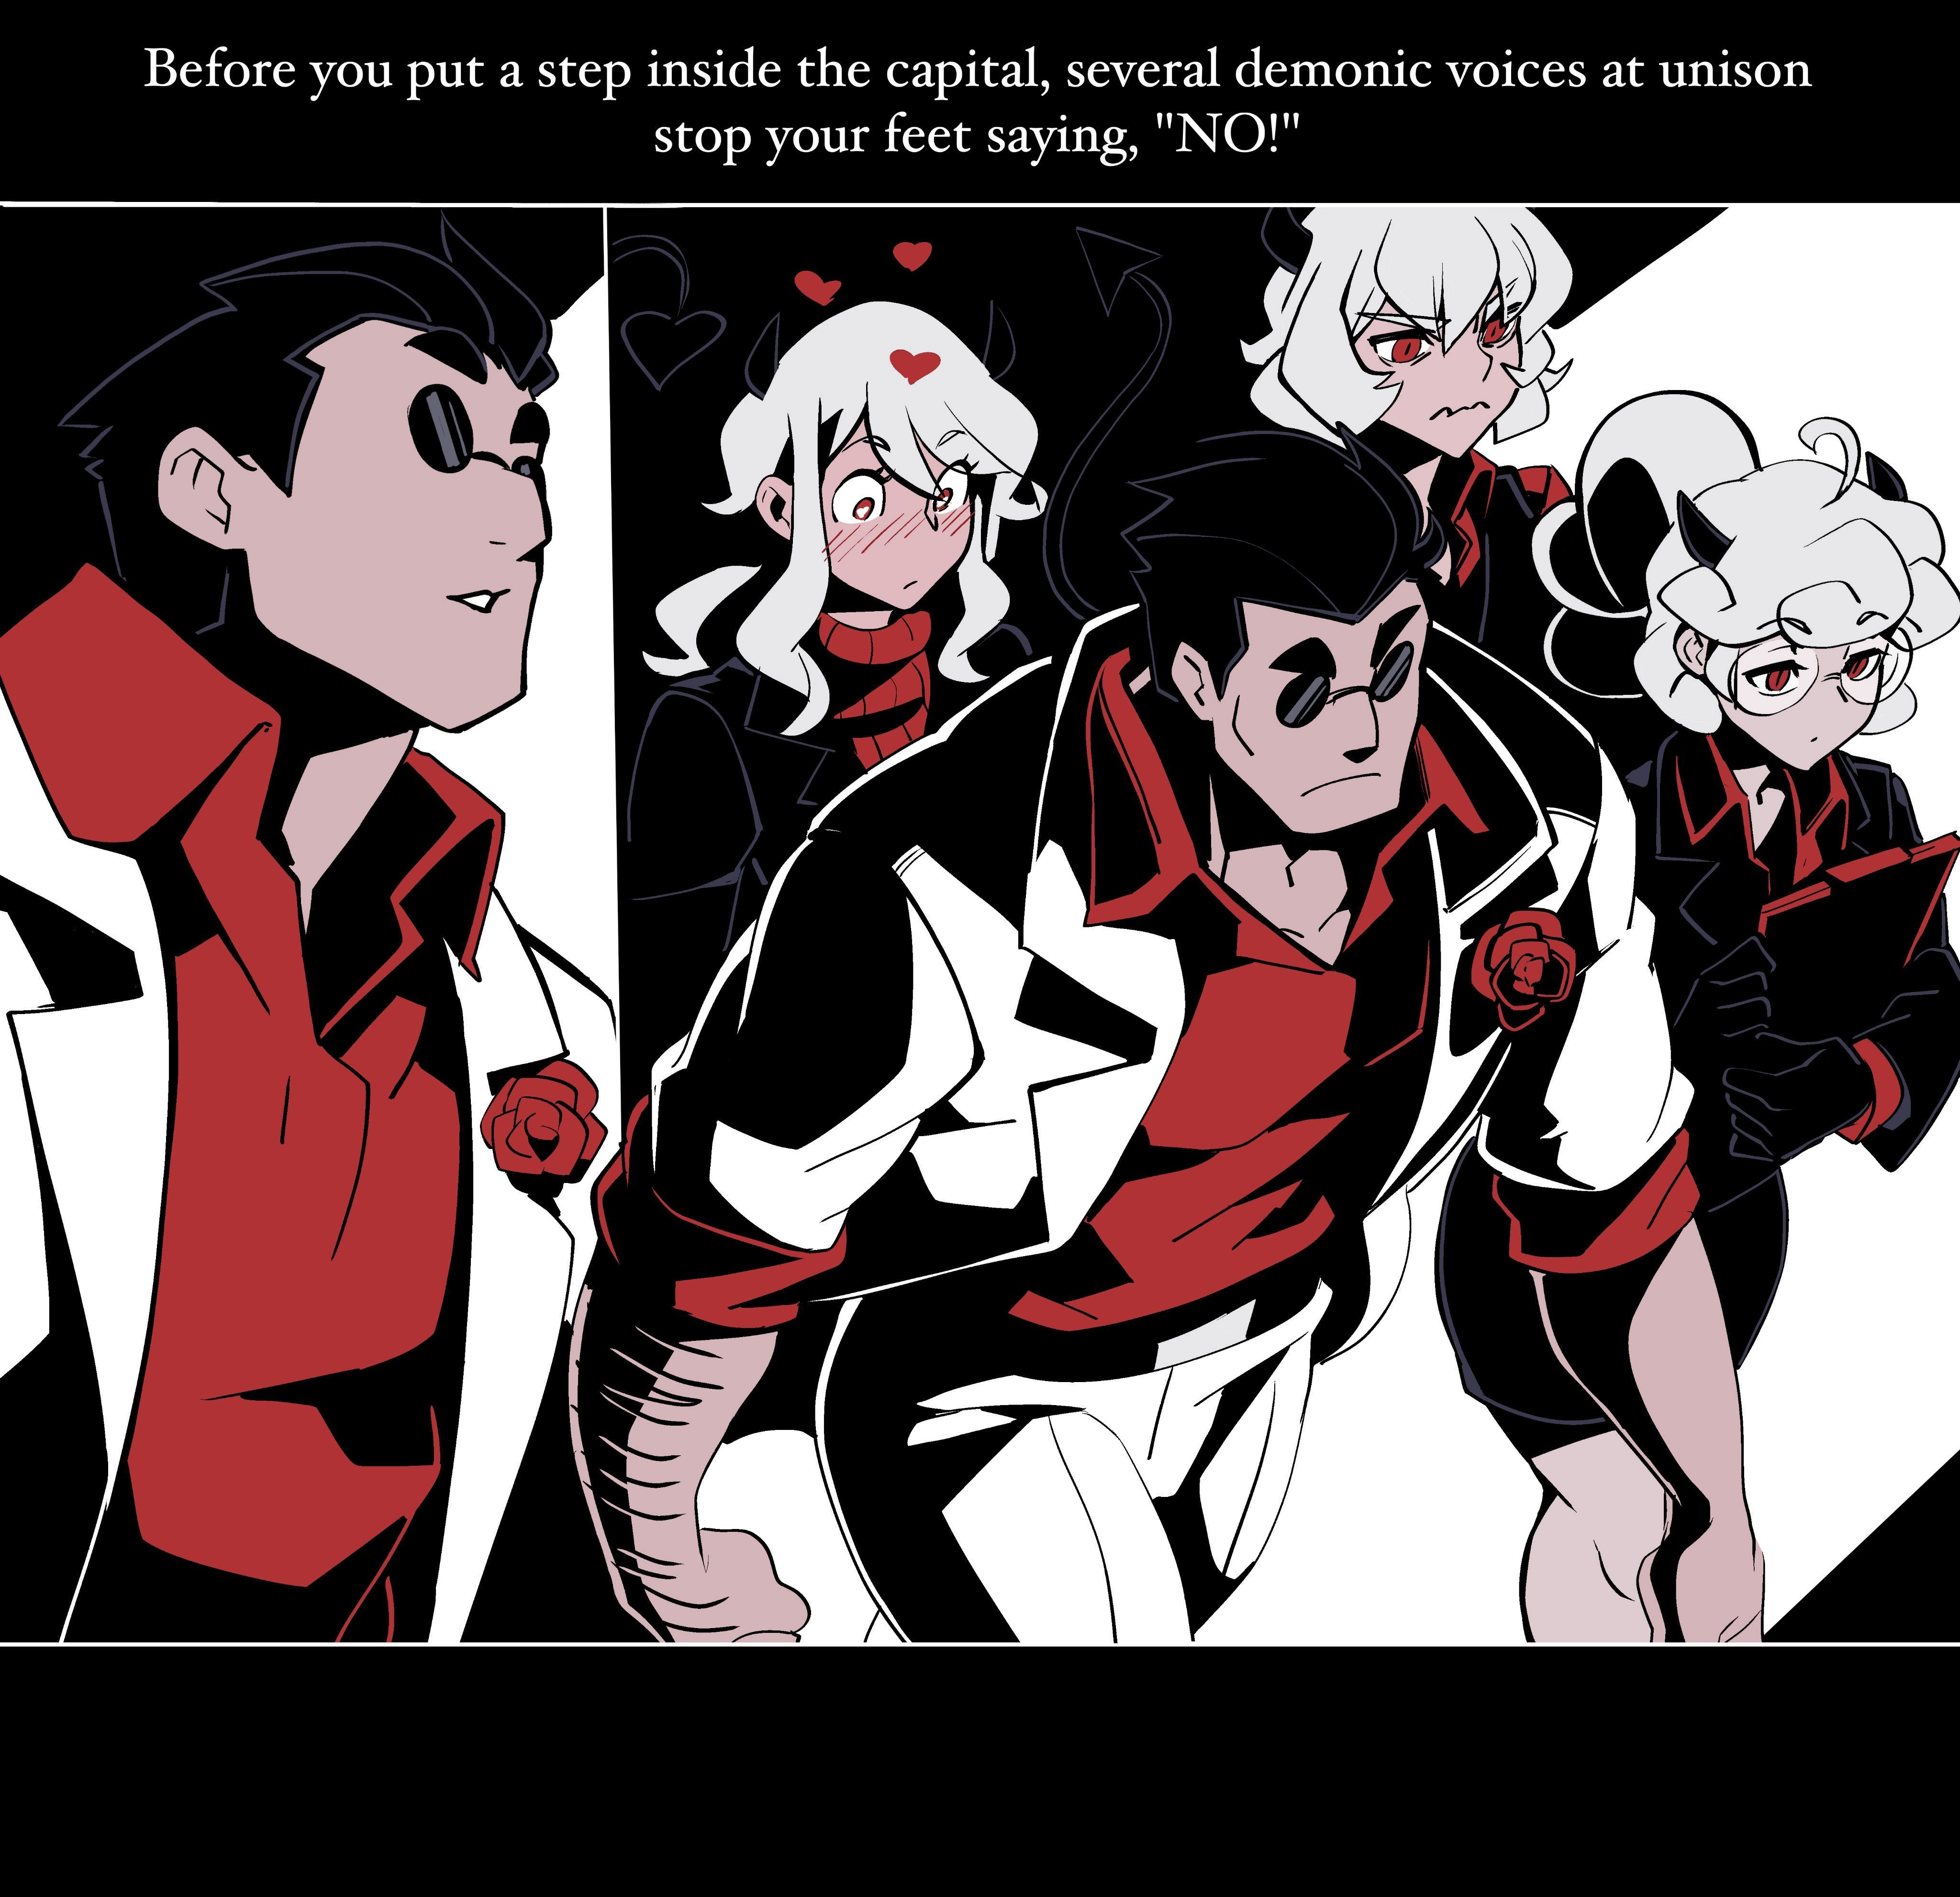 Before you put a step inside the capital, several demonic voices at unison
stop your feet saying, "NO!"